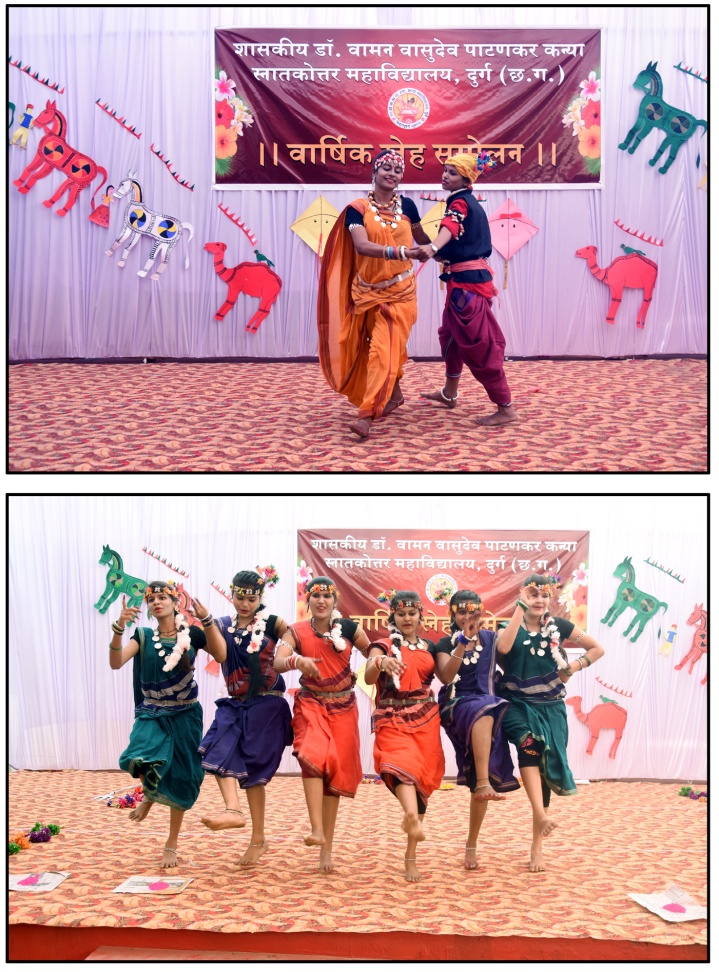 शासकीय डॉ. वामन वासुदेव पाटणकर कन्या
स्नातकोत्तर महाविद्यालय, दुर्ग (छ.ग.)
।। वार्षिक स्नेह सम्मेलन ।।
शासकीय डॉ. वामन वासुदेव पाटणकर कन्या
स्नातकोत्तर महाविद्यालय, दुर्ग (छ.ग.)